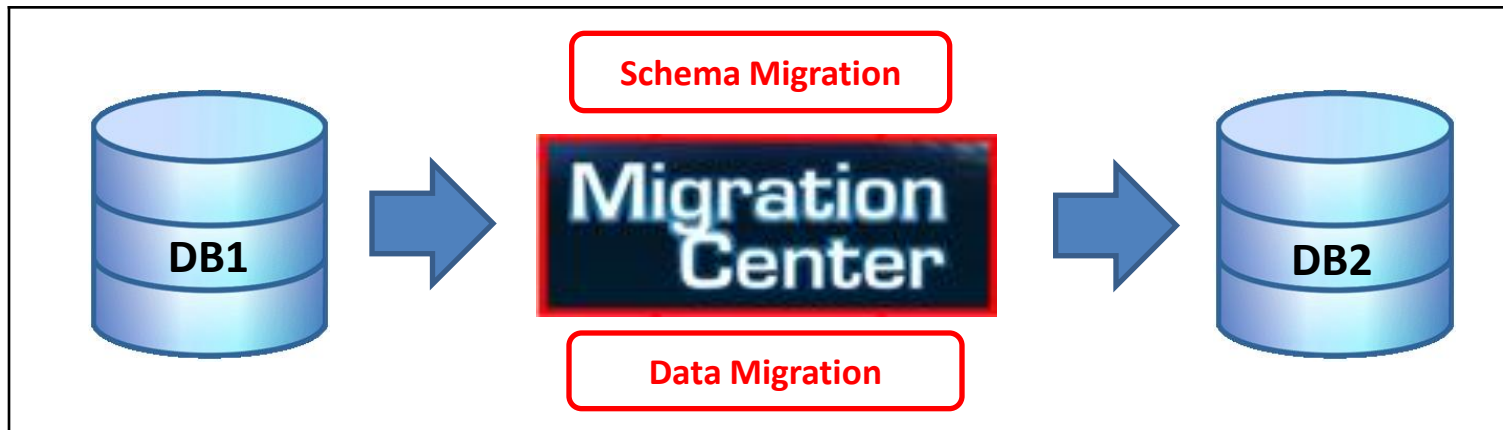 Schema Migration
DB1
Migration
Center
DB2
Data Migration